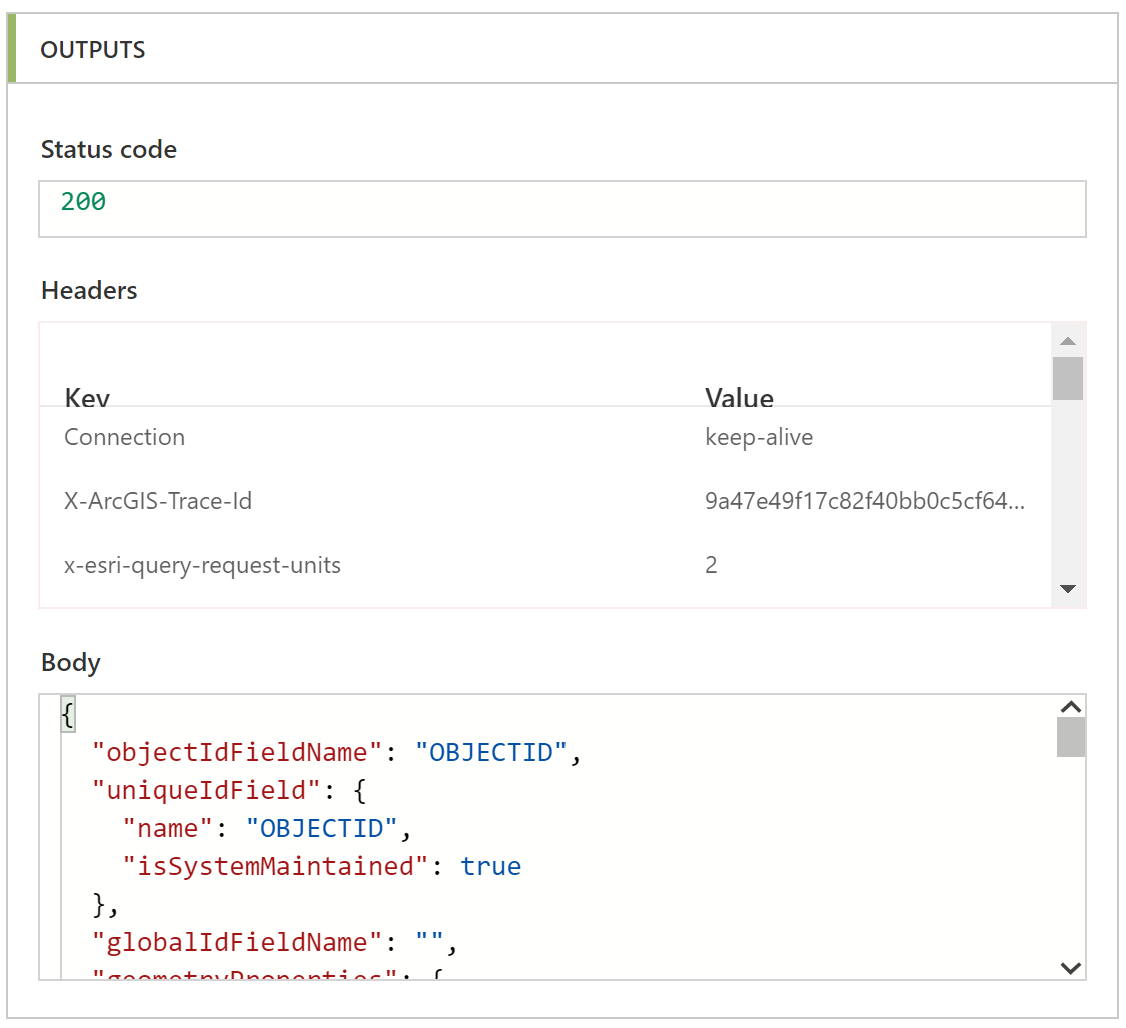 OUTPUTS
Status code
200
Headers
Key Value
Connection keep-alive
X-ArcGIS-Trace-Id 9a47e49f17c82f40bb0c5cf64...
x-esri-query-request-units 2
Body
{
"objectIdFieldName": "OBJECTID",
"uniqueIdField": {
"name": "OBJECTID",
"isSystemMaintained": true
},
"globalIdFieldName": "",
"geometryProperties": {